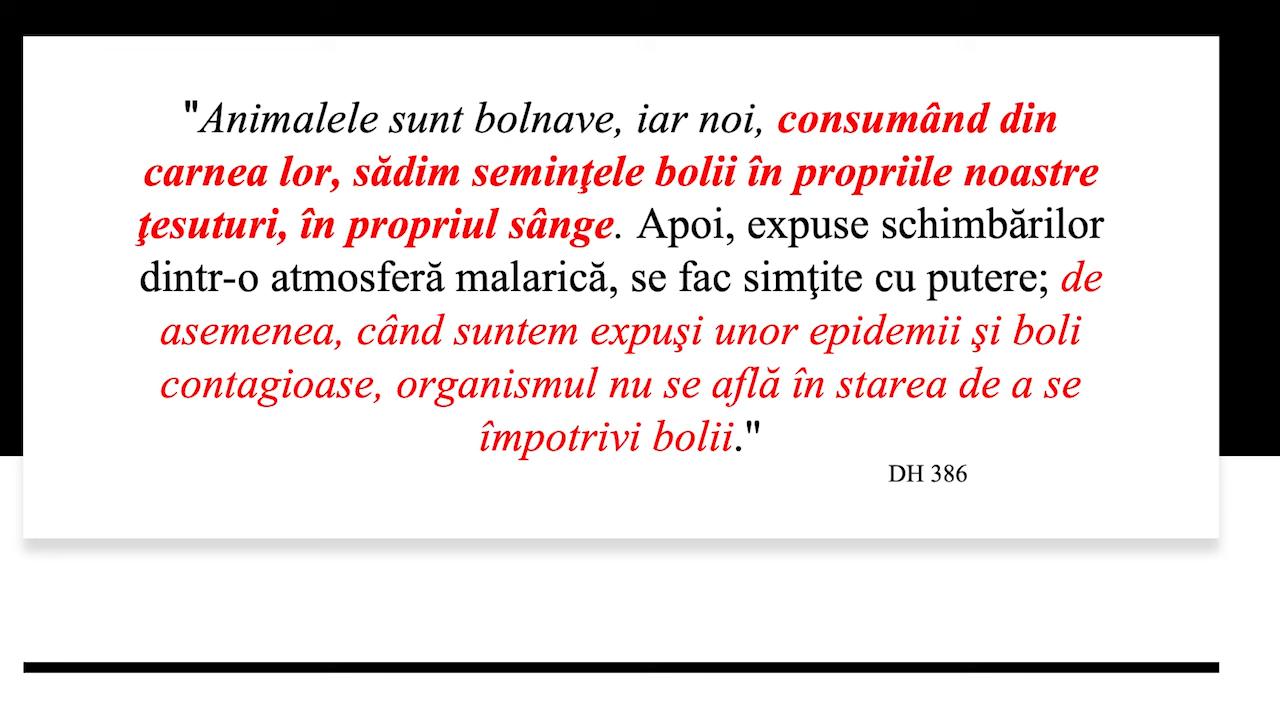 "Animalele sunt bolnave, iar noi, consumând din
carnea lor, sădim seminţele bolii în propriile noastre
ţesuturi, în propriul sânge. Apoi, expuse schimbărilor
dintr-o atmosferă malarică, se fac simţite cu putere; de
asemenea, când suntem expuşi unor epidemii şi boli
contagioase, organismul nu se află în starea de a se
împotrivi bolii."
DH 386